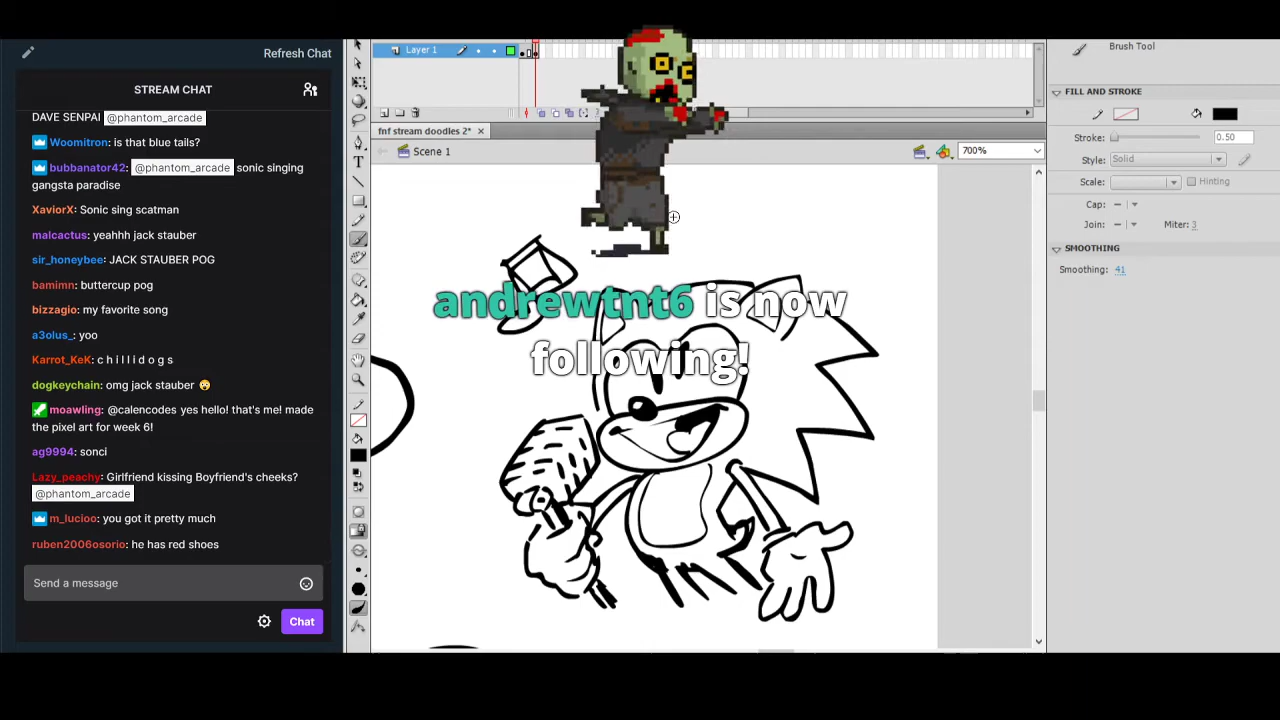 Refresh Chat
STREAM CHAT
DAVE SENPAI @phantom_arcade
Woomitron: is that blue tails?
bubbanator42: @phantom_arcade sonic singing
gangsta paradise
XaviorX: Sonic sing scatman
malcactus: yeahhh jack stauber
sir_honeybee: JACK STAUBER POG
bamimn: buttercup pog
bizzagio: my favorite song
a3olus_: yoo
Karrot_KeK: c h i l l i d o g s
dogkeychain: omg jack stauber 😲
moawling: @calencodes yes hello! that's me! made
the pixel art for week 6!
ag9994: sonci
Lazy_peachy: Girlfriend kissing Boyfriend's cheeks?
@phantom_arcade
m_lucioo: you got it pretty much
ruben2006osorio: he has red shoes
Send a message
Chat
Layer 1
fnf stream doodles 2*
Scene 1
700%
andrewtnt6 is now
following!
Brush Tool
FILL AND STROKE
Stroke: 0.50
Style: Solid
Scale: Hinting
Cap:
Join: Miter: 3
SMOOTHING
Smoothing: 41